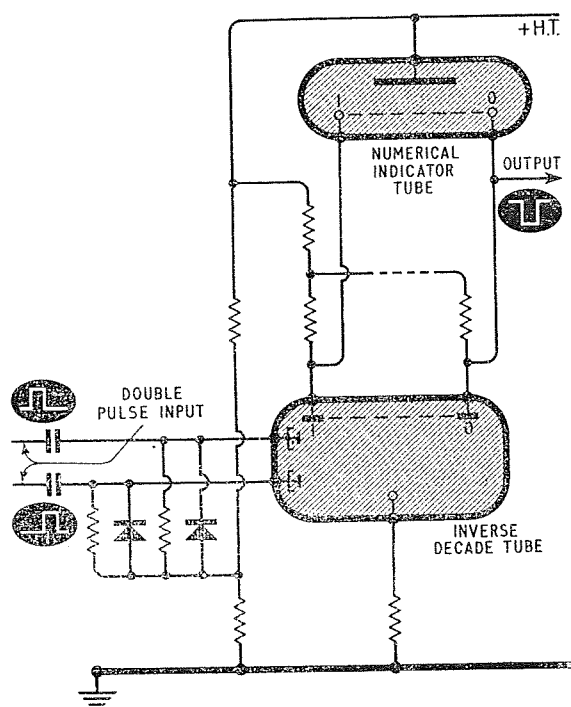 +H.T.
1
0
NUMERICAL
INDICATOR
TUBE
OUTPUT
DOUBLE
PULSE INPUT
1
0
INVERSE
DECADE TUBE